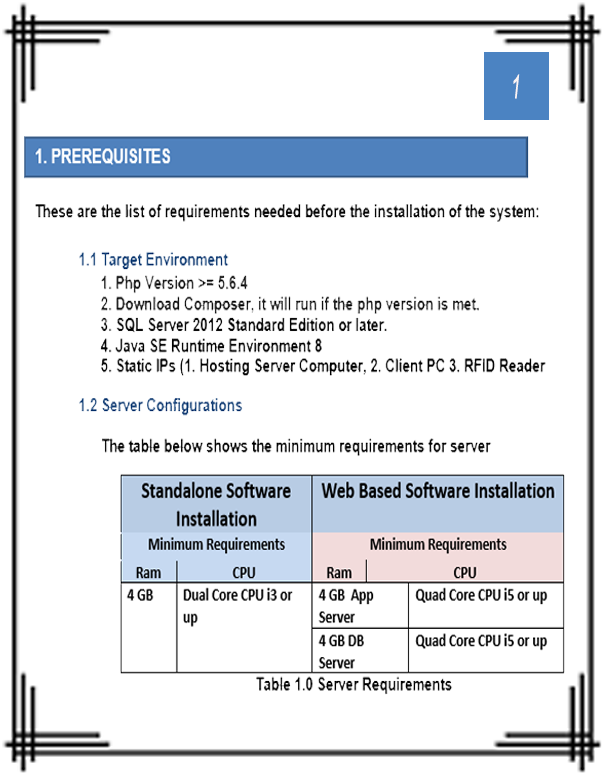 1
1. PREREQUISITES
These are the list of requirements needed before the installation of the system:
1.1 Target Environment
1. Php Version >= 5.6.4
2. Download Composer, it will run if the php version is met.
3. SQL Server 2012 Standard Edition or later.
4. Java SE Runtime Environment 8
5. Static IPs (1. Hosting Server Computer, 2. Client PC 3. RFID Reader
1.2 Server Configurations
The table below shows the minimum requirements for server
Standalone Software
Installation
Web Based Software Installation
Minimum Requirements
Minimum Requirements
Ram CPU
Ram CPU
4 GB
Dual Core CPU i3 or
up
4 GB App
Server
Quad Core CPU i5 or up
4 GB DB
Server
Quad Core CPU i5 or up
Table 1.0 Server Requirements